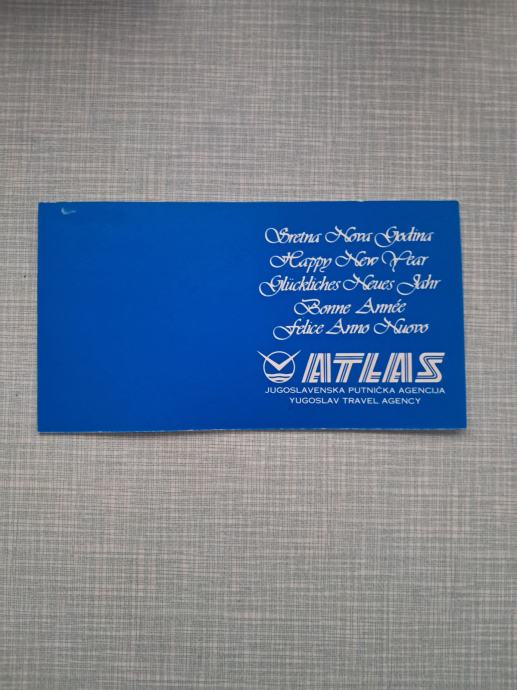 Sretna Nova Godina
Happy New Year
Glückliches Neues Jahr
Bonne Année
Felice Anno Nuovo
ATLAS
JUGOSLAVENSKA PUTNIČKA AGENCIJA
YUGOSLAV TRAVEL AGENCY